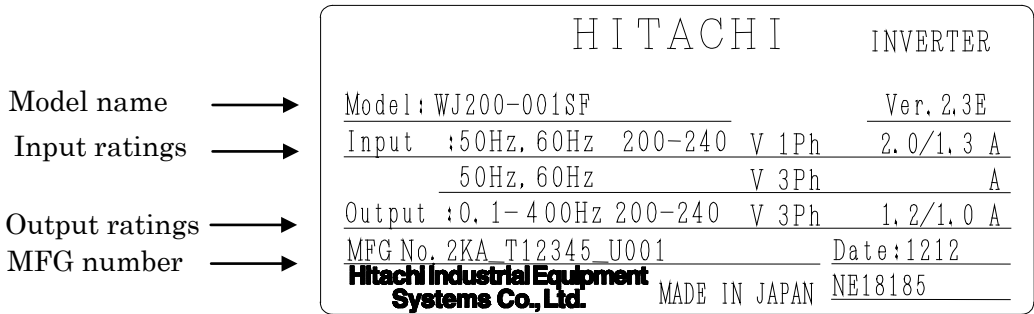 HITACHI INVERTER
Model name Model: WJ200-001SF Ver. 2.3E
Input ratings Input :50Hz, 60Hz 200-240 V 1Ph 2.0/1.3 A
50Hz, 60Hz V 3Ph A
Output ratings Output :0.1-400Hz 200-240 V 3Ph 1.2/1.0 A
MFG number MFG No. 2KA_T12345_U001 Date:1212
Hitachi Industrial Equipment
Systems Co., Ltd. MADE IN JAPAN NE18185